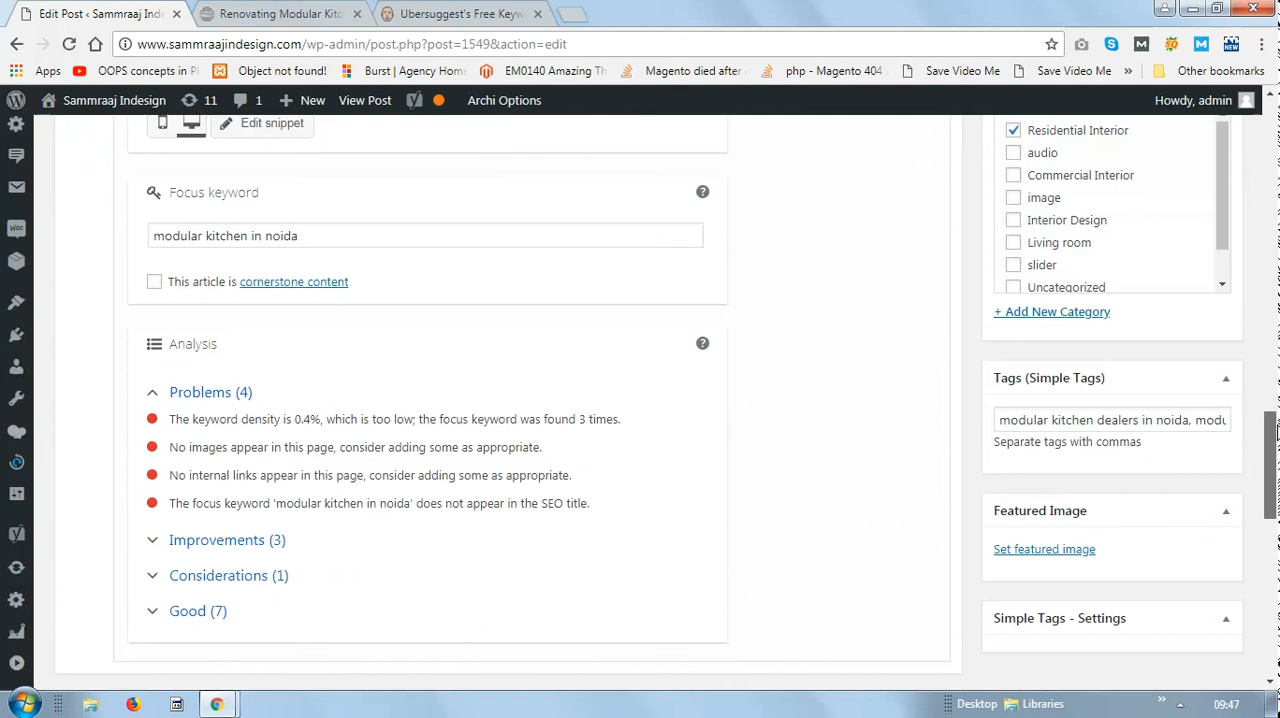 Edit Post ‹ Sammraaj Inde
Renovating Modular Kitc
Ubersuggest's Free Keyw
www.sammraajindesign.com/wp-admin/post.php?post=1549&action=edit
Apps
OOPS concepts in P
Object not found!
Burst | Agency Hom
EM0140 Amazing Th
Magento died after
php - Magento 404
Save Video Me
Save Video Me
»
Other bookmarks
Sammraaj Indesign
11
1
New
View Post
Archi Options
Howdy, admin
Edit snippet
Residential Interior
audio
Commercial Interior
image
Interior Design
Living room
slider
Uncategorized
+ Add New Category
Focus keyword
modular kitchen in noida
This article is cornerstone content
Analysis
Problems (4)
The keyword density is 0.4%, which is too low; the focus keyword was found 3 times.
No images appear in this page, consider adding some as appropriate.
No internal links appear in this page, consider adding some as appropriate.
The focus keyword 'modular kitchen in noida' does not appear in the SEO title.
Improvements (3)
Considerations (1)
Good (7)
Tags (Simple Tags)
modular kitchen dealers in noida, modu
Separate tags with commas
Featured Image
Set featured image
Simple Tags - Settings
Desktop
Libraries
»
09:47